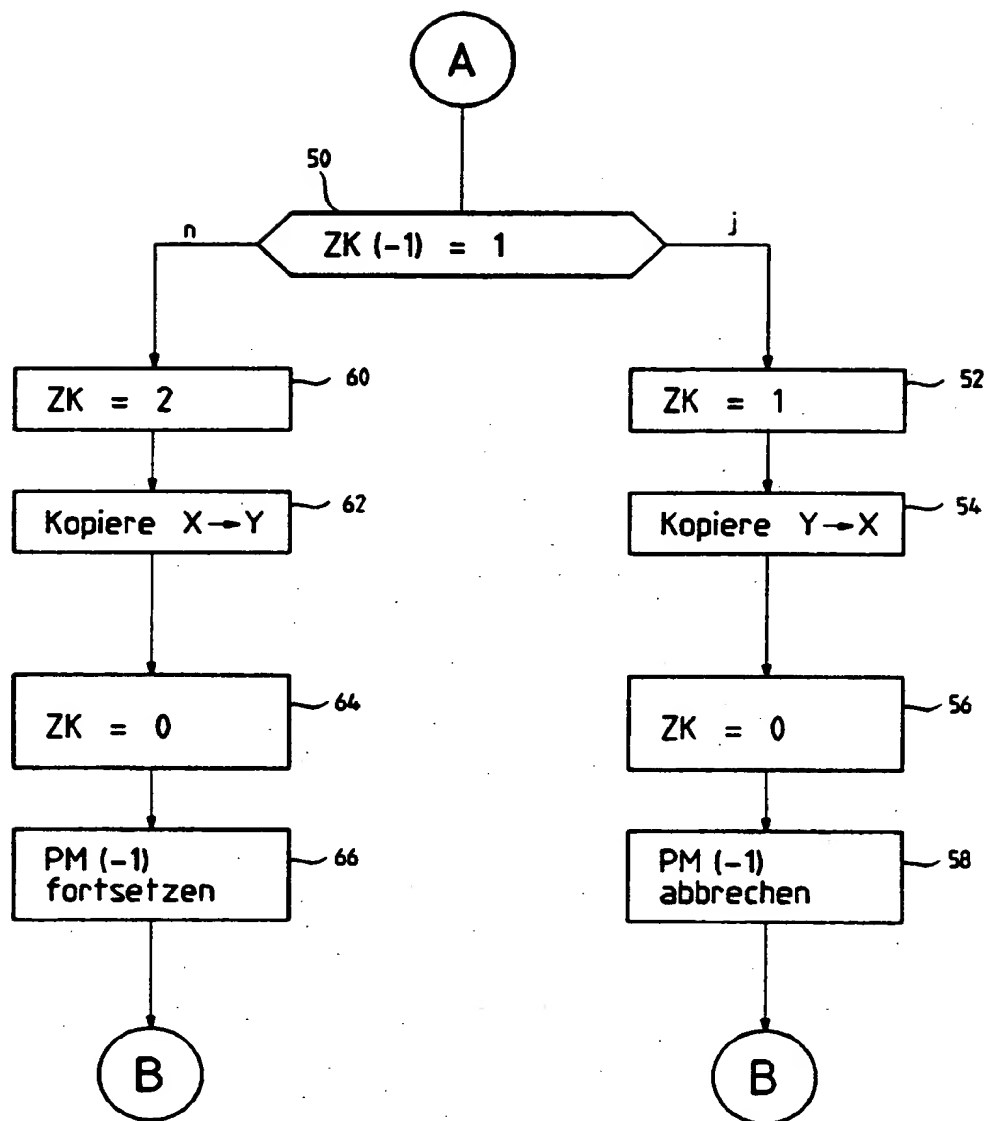 A
50
n
ZK (-1) = 1
j
ZK = 2
60
ZK = 1
52
Kopiere X→Y
62
Kopiere Y→X
54
ZK = 0
64
ZK = 0
56
PM (-1)
fortsetzen
66
PM (-1)
abbrechen
58
B
B